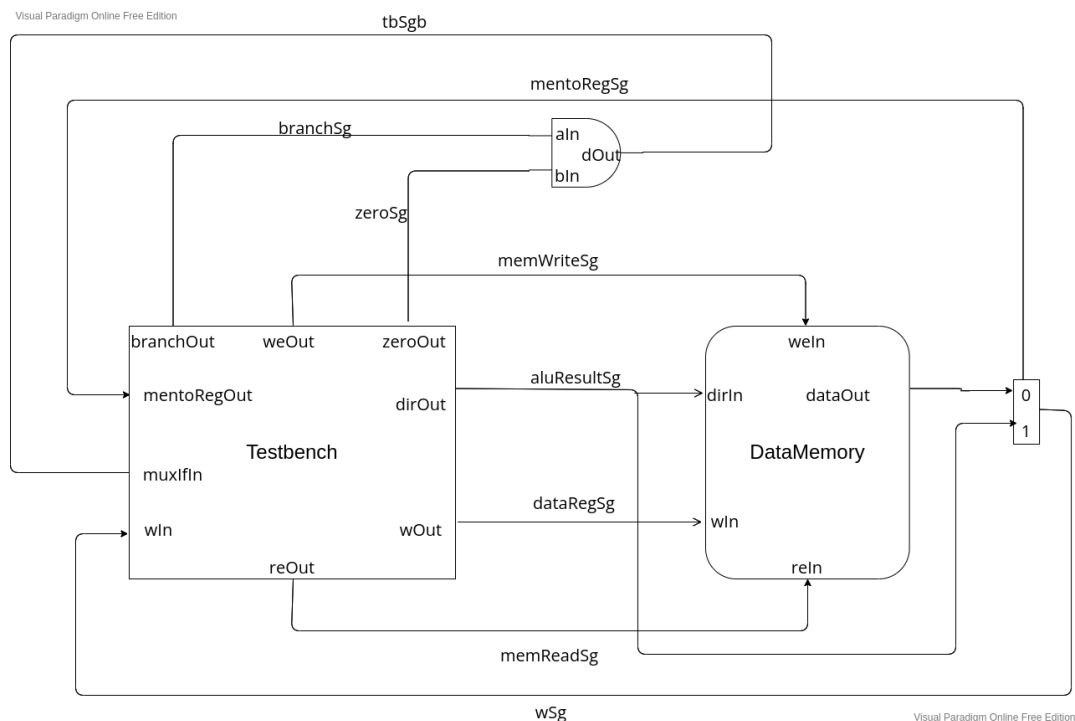 Visual Paradigm Online Free Edition
tbSgb
mentoRegSg
branchSg
aIn
dOut
bIn
zeroSg
memWriteSg
branchOut
weOut
zeroOut
weIn
mentoRegOut
aluResultSg
dirOut
dirIn
dataOut
0
1
Testbench
DataMemory
muxIfIn
dataRegSg
wIn
wOut
wIn
reOut
reIn
memReadSg
wSg
Visual Paradigm Online Free Edition